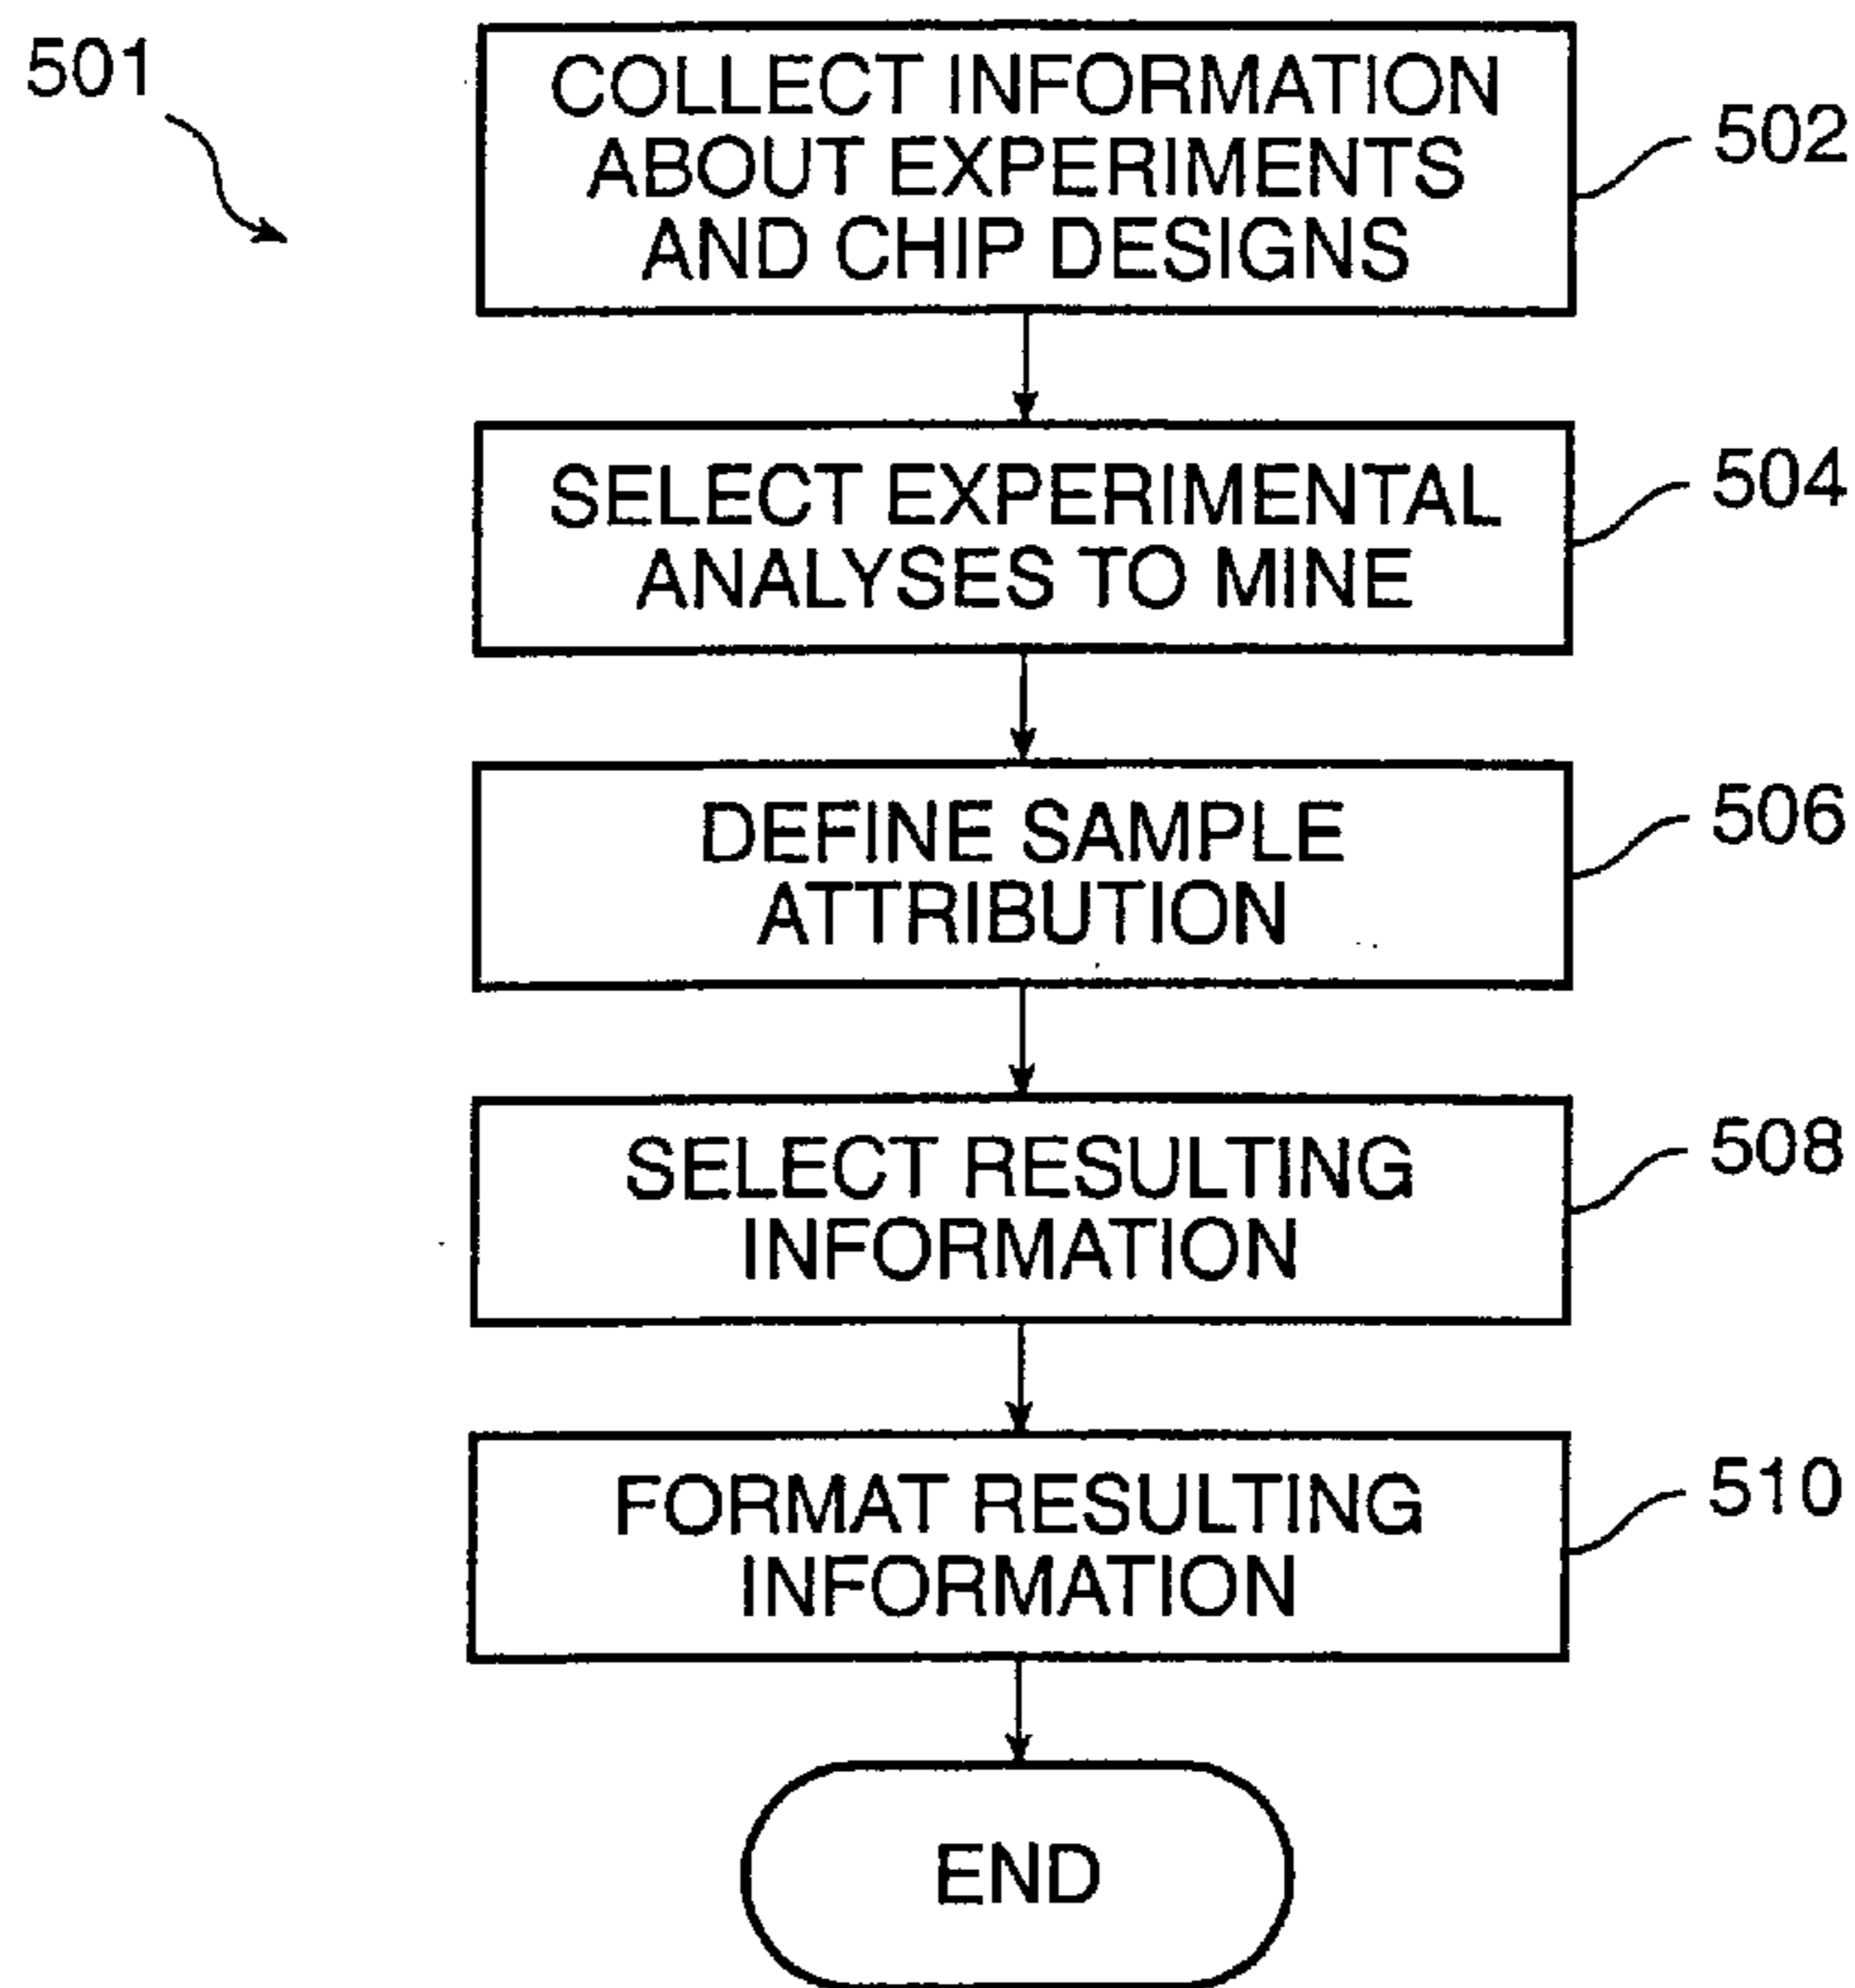 501
COLLECT INFORMATION
ABOUT EXPERIMENTS
AND CHIP DESIGNS
502
SELECT EXPERIMENTAL
ANALYSES TO MINE
504
DEFINE SAMPLE
ATTRIBUTION
506
SELECT RESULTING
INFORMATION
508
FORMAT RESULTING
INFORMATION
510
END